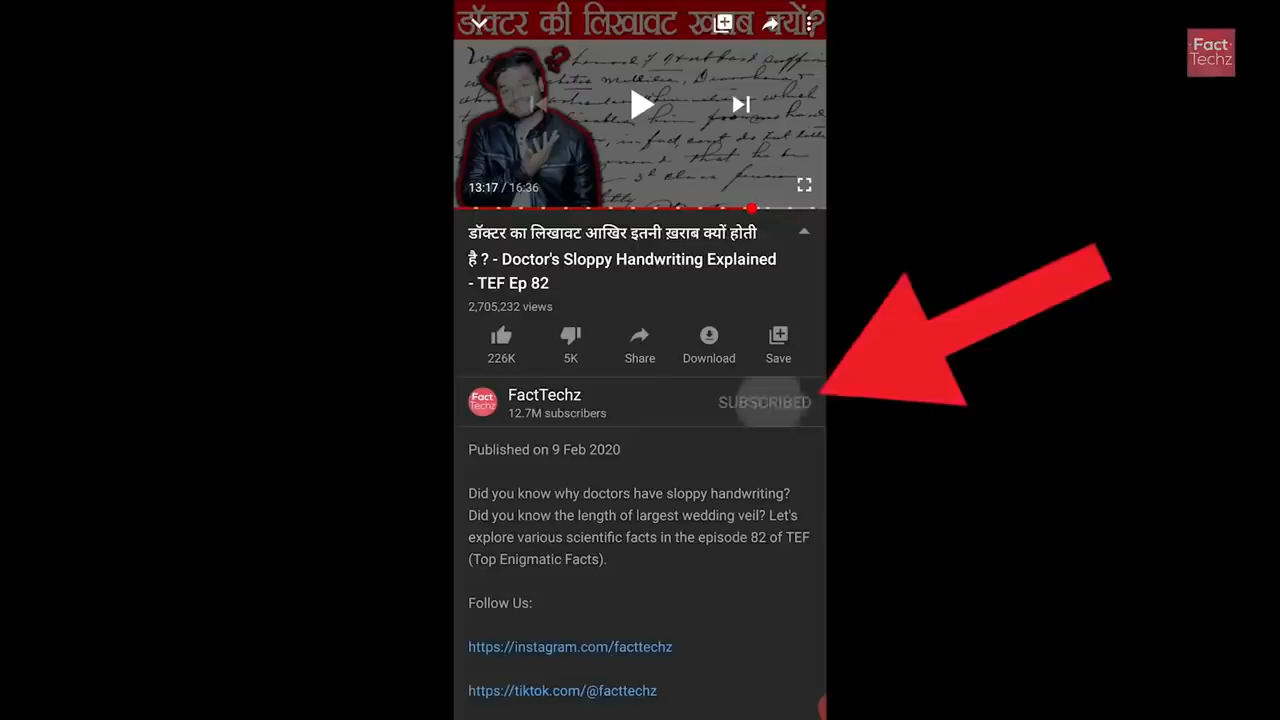 डॉक्टर की लिखावट खराब क्यों?
Fact
Techz
13:17 / 16:36
डॉक्टर का लिखावट आखिर इतनी ख़राब क्यों होती
है ? - Doctor's Sloppy Handwriting Explained
- TEF Ep 82
2,705,232 views
226K 5K Share Download Save
Fact
Techz
FactTechz
12.7M subscribers
SUBSCRIBED
Published on 9 Feb 2020
Did you know why doctors have sloppy handwriting?
Did you know the length of largest wedding veil? Let's
explore various scientific facts in the episode 82 of TEF
(Top Enigmatic Facts).
Follow Us:
https://instagram.com/facttechz
https://tiktok.com/@facttechz